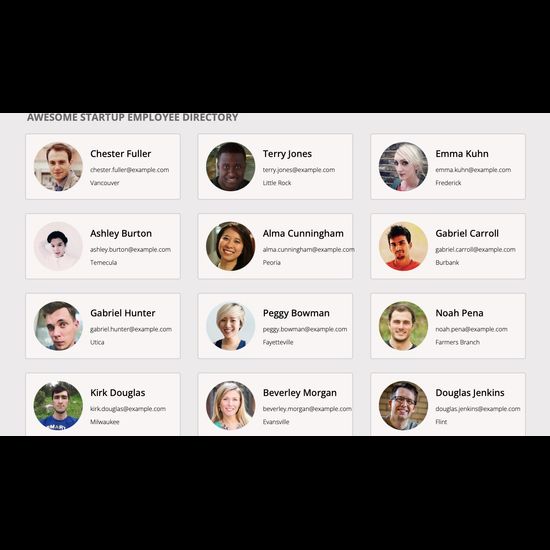 AWESOME STARTUP EMPLOYEE DIRECTORY
Chester Fuller
chester.fuller@example.com
Vancouver
Terry Jones
terry.jones@example.com
Little Rock
Emma Kuhn
emma.kuhn@example.com
Frederick
Ashley Burton
ashley.burton@example.com
Temecula
Alma Cunningham
alma.cunningham@example.com
Peoria
Gabriel Carroll
gabriel.carroll@example.com
Burbank
Gabriel Hunter
gabriel.hunter@example.com
Utica
Peggy Bowman
peggy.bowman@example.com
Fayetteville
Noah Pena
noah.pena@example.com
Farmers Branch
Kirk Douglas
kirk.douglas@example.com
Milwaukee
Beverley Morgan
beverley.morgan@example.com
Evansville
Douglas Jenkins
douglas.jenkins@example.com
Flint